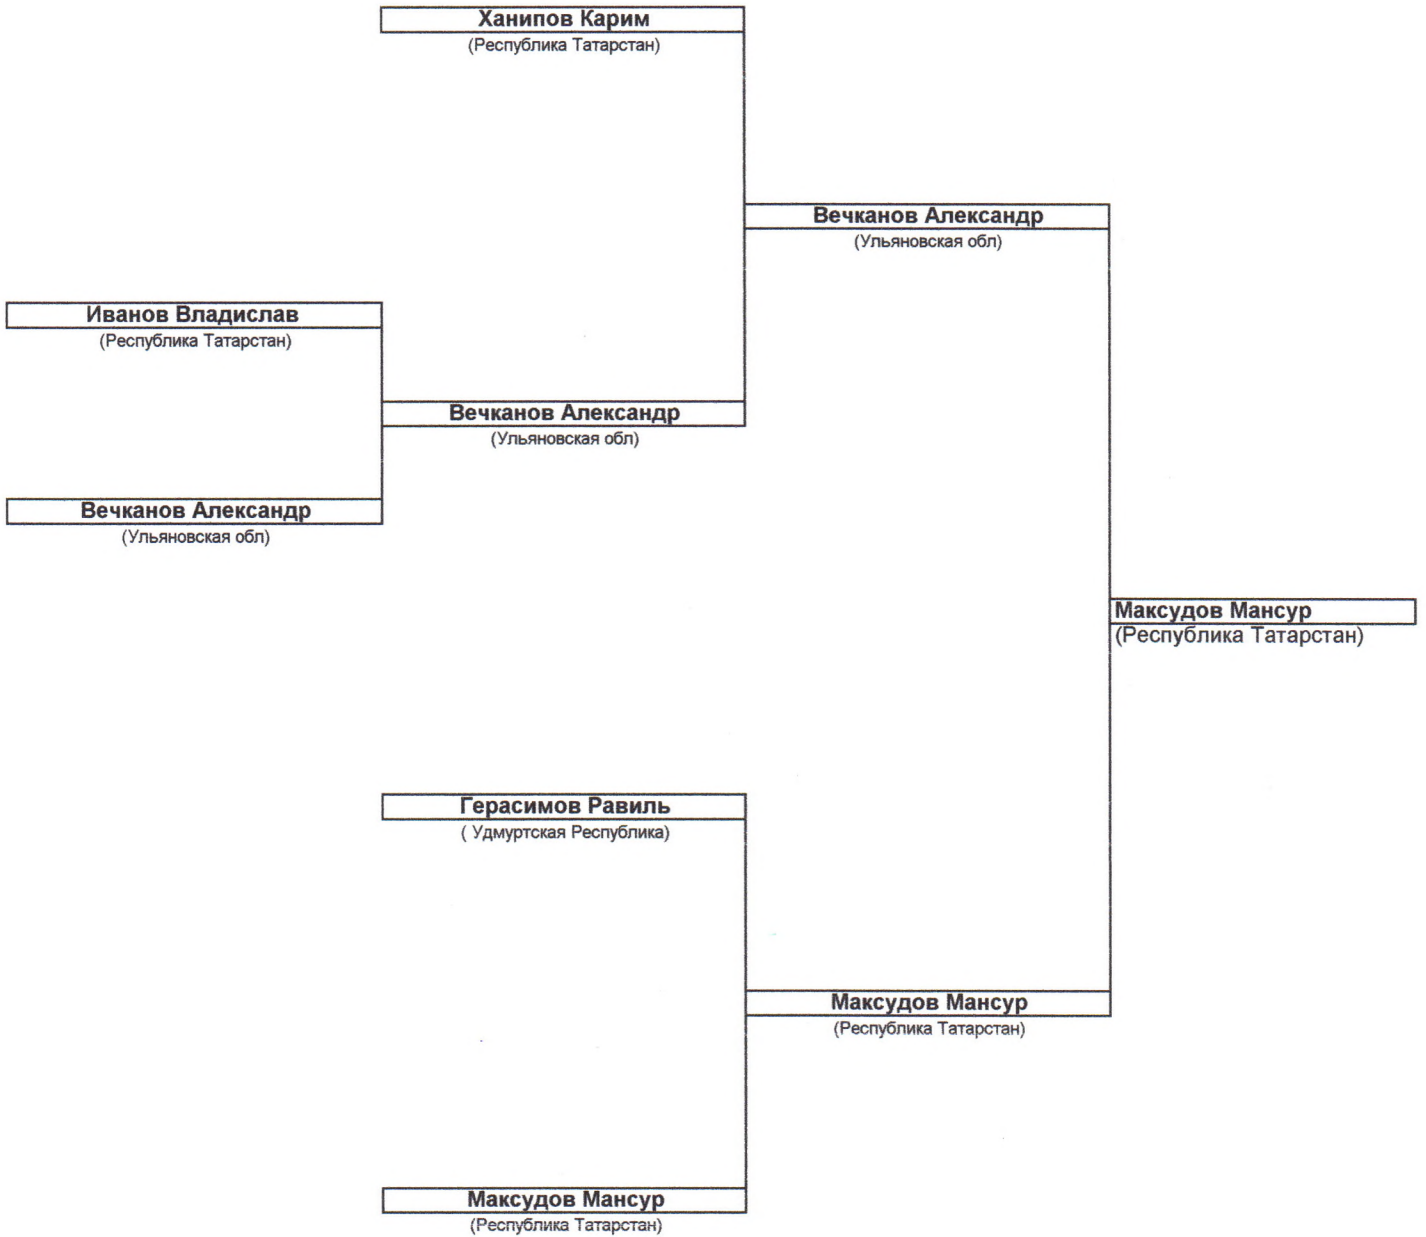 Ханипов Карим
(Республика Татарстан)
Вечканов Александр
(Ульяновская обл)
Иванов Владислав
(Республика Татарстан)
Вечканов Александр
(Ульяновская обл)
Вечканов Александр
(Ульяновская обл)
Максудов Мансур
(Республика Татарстан)
Герасимов Равиль
( Удмуртская Республика)
Максудов Мансур
(Республика Татарстан)
Максудов Мансур
(Республика Татарстан)